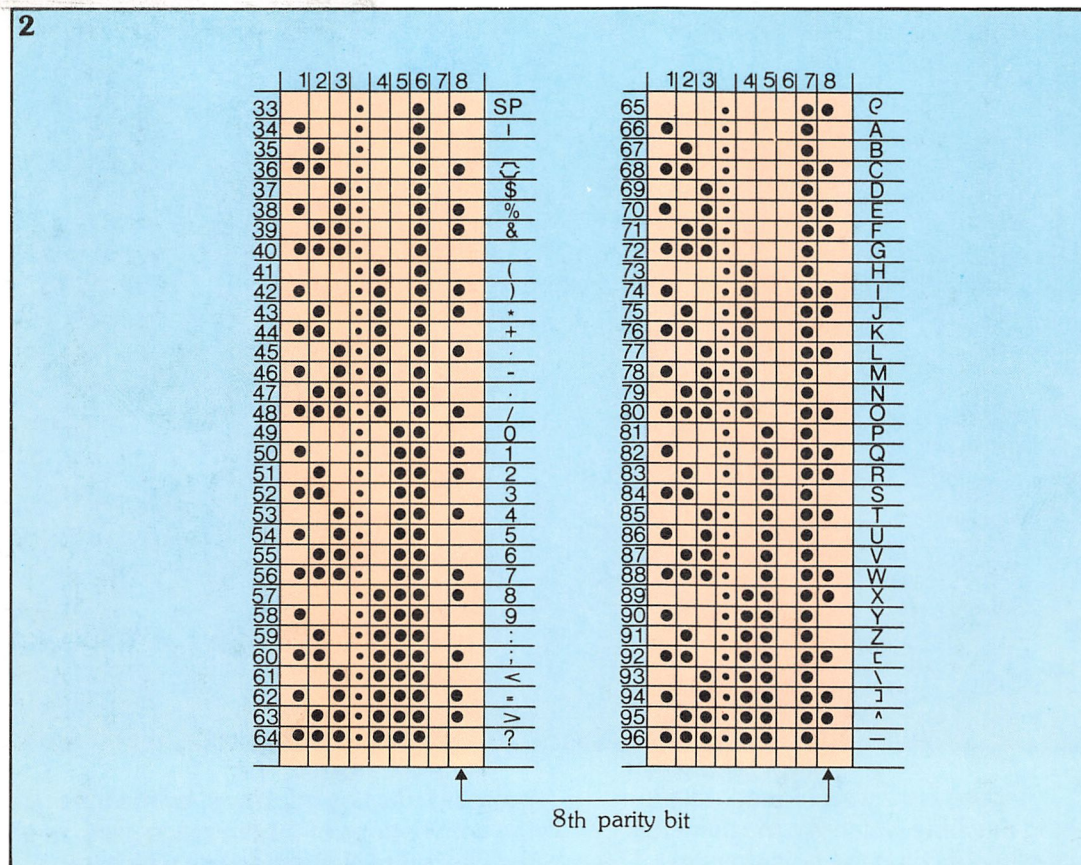 2
1 2 3 4 5 6 7 8
33 SP
34 ı
35
36
37 $
38 %
39 &
40
41 (
42 )
43 *
44 +
45 .
46 -
47 .
48 /
49 0
50 1
51 2
52 3
53 4
54 5
55 6
56 7
57 8
58 9
59 :
60 ;
61 <
62 =
63 >
64 ?
1 2 3 4 5 6 7 8
65
66 A
67 B
68 C
69 D
70 E
71 F
72 G
73 H
74 I
75 J
76 K
77 L
78 M
79 N
80 O
81 P
82 Q
83 R
84 S
85 T
86 U
87 V
88 W
89 X
90 Y
91 Z
92 [
93 \
94 ]
95 ^
96 —
8th parity bit